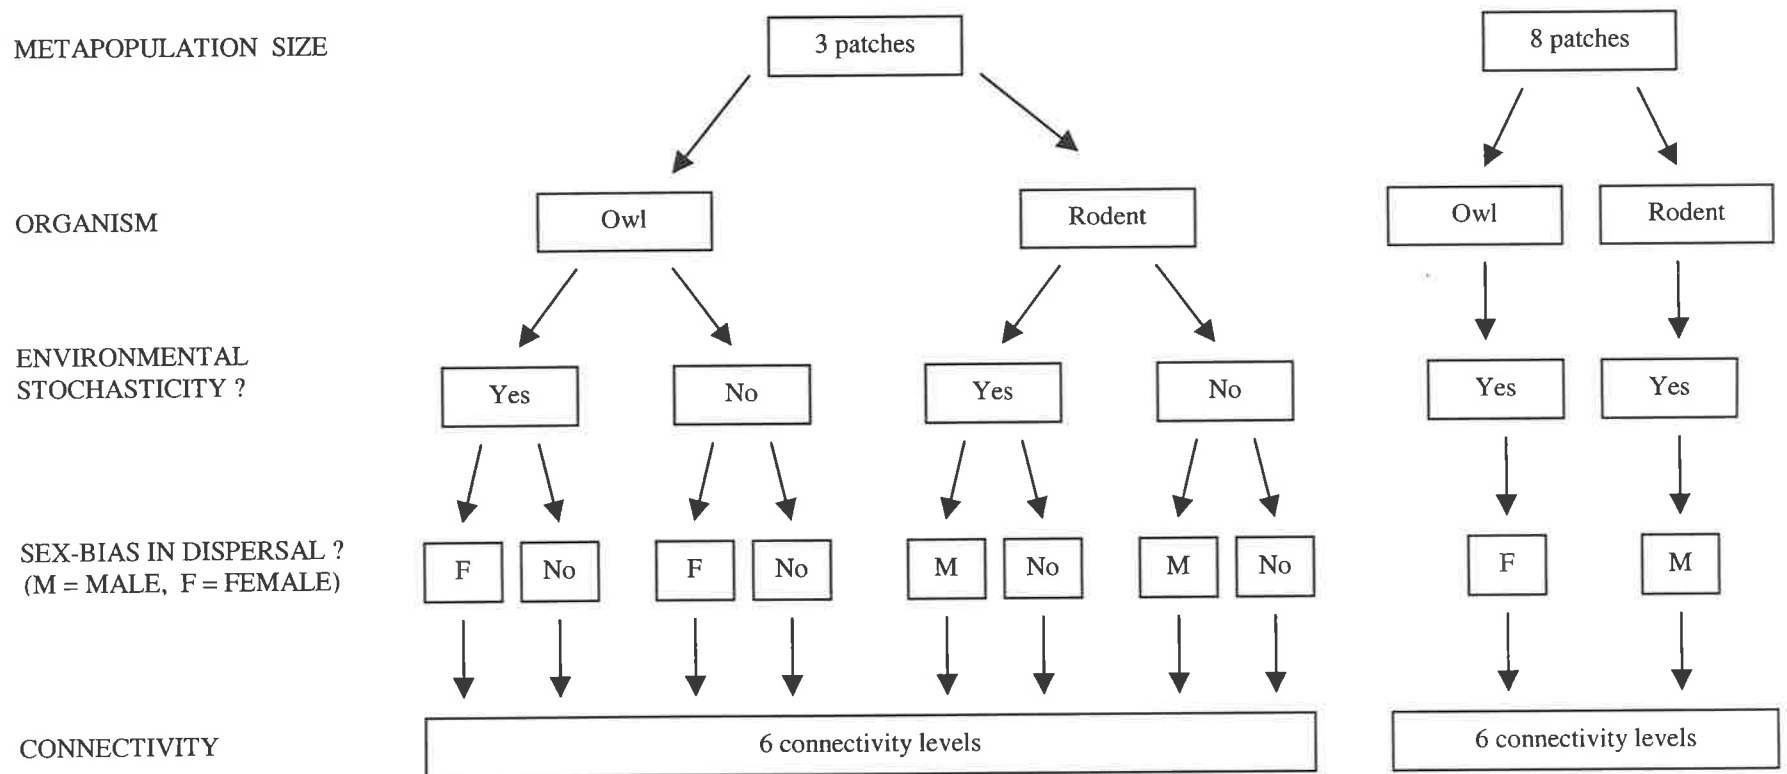 METAPOPULATION SIZE
3 patches
8 patches
ORGANISM
Owl
Rodent
Owl
Rodent
ENVIRONMENTAL
STOCHASTICITY ?
Yes
No
Yes
No
Yes
Yes
SEX-BIAS IN DISPERSAL ?
(M = MALE, F = FEMALE)
F
No
F
No
M
No
M
No
F
M
CONNECTIVITY
6 connectivity levels
6 connectivity levels